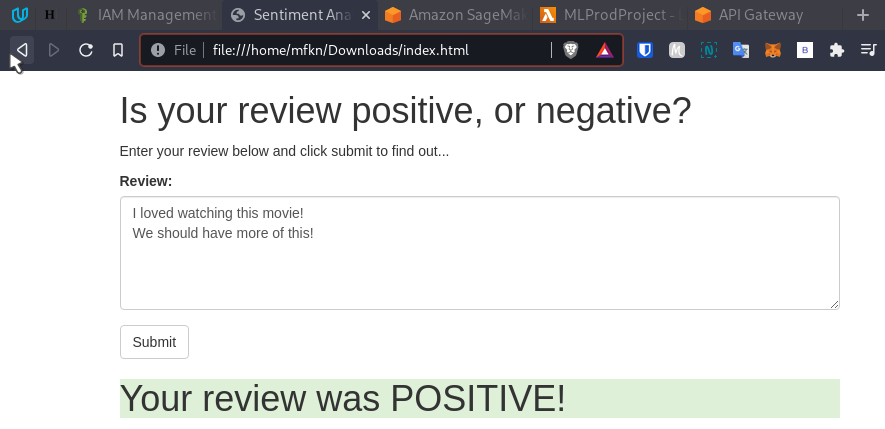 H IAM Management Sentiment Ana Amazon SageMak MLProdProject - API Gateway
File file:///home/mfkn/Downloads/index.html
Is your review positive, or negative?
Enter your review below and click submit to find out...
Review:
I loved watching this movie!
We should have more of this!
Submit
Your review was POSITIVE!